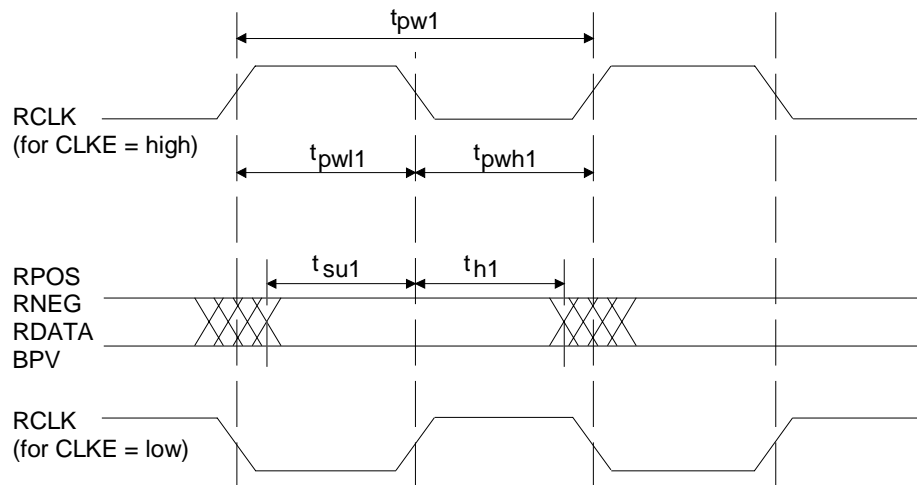 tpw1
RCLK
(for CLKE = high)
tpwl1 tpwh1
tsu1 th1
RPOS
RNEG
RDATA
BPV
RCLK
(for CLKE = low)